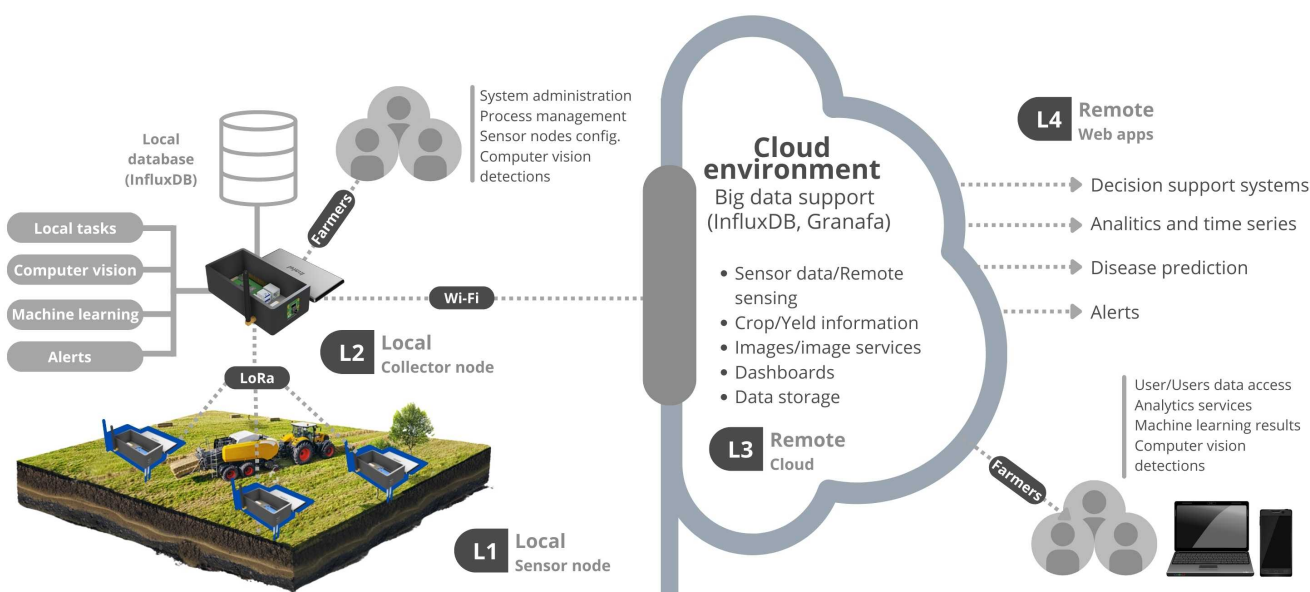 Local
database
(InfluxDB)
System administration
Process management
Sensor nodes config.
Computer vision
detections
Farmers
Local tasks
Computer vision
Machine learning
Alerts
Wi-Fi
L2 Local
Collector node
LoRa
L1 Local
Sensor node
Cloud
environment
Big data support
(InfluxDB, Granafa)
• Sensor data/Remote
sensing
• Crop/Yeld information
• Images/image services
• Dashboards
• Data storage
L3 Remote
Cloud
L4 Remote
Web apps
Decision support systems
Analitics and time series
Disease prediction
Alerts
Farmers
User/Users data access
Analytics services
Machine learning results
Computer vision
detections